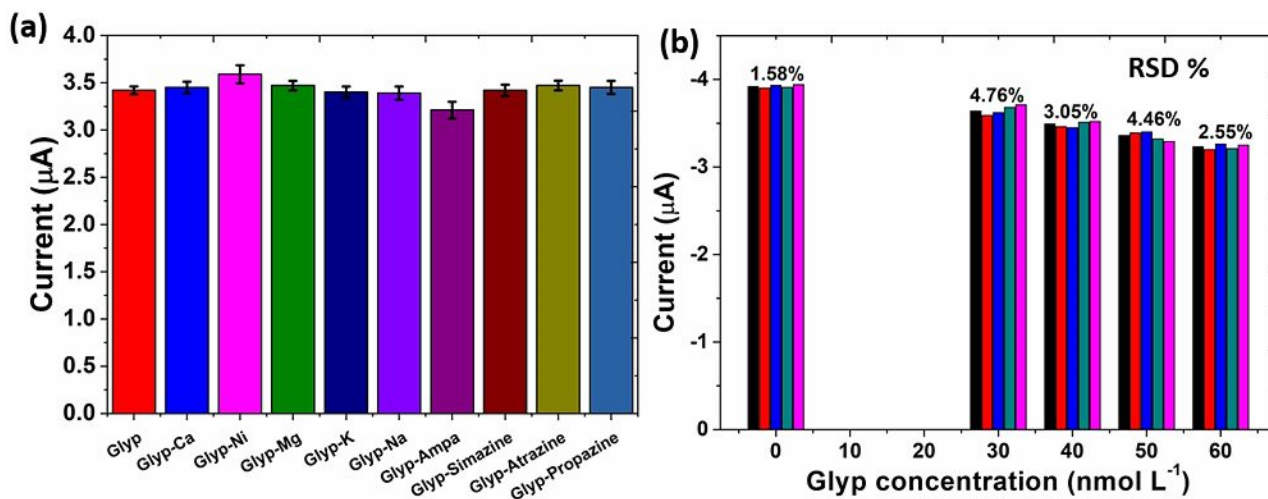 (a)
Current (μA)
4.0
3.5
3.0
2.5
2.0
1.5
1.0
0.5
0.0
Glyp
Glyp-Ca
Glyp-Ni
Glyp-Mg
Glyp-K
Glyp-Na
Glyp-Ampa
Glyp-Simazine
Glyp-Atrazine
Glyp-Propazine
(b)
RSD %
Current (μA)
-4
-3
-2
-1
0
1.58%
4.76%
3.05%
4.46%
2.55%
0 10 20 30 40 50 60
Glyp concentration (nmol L⁻¹)